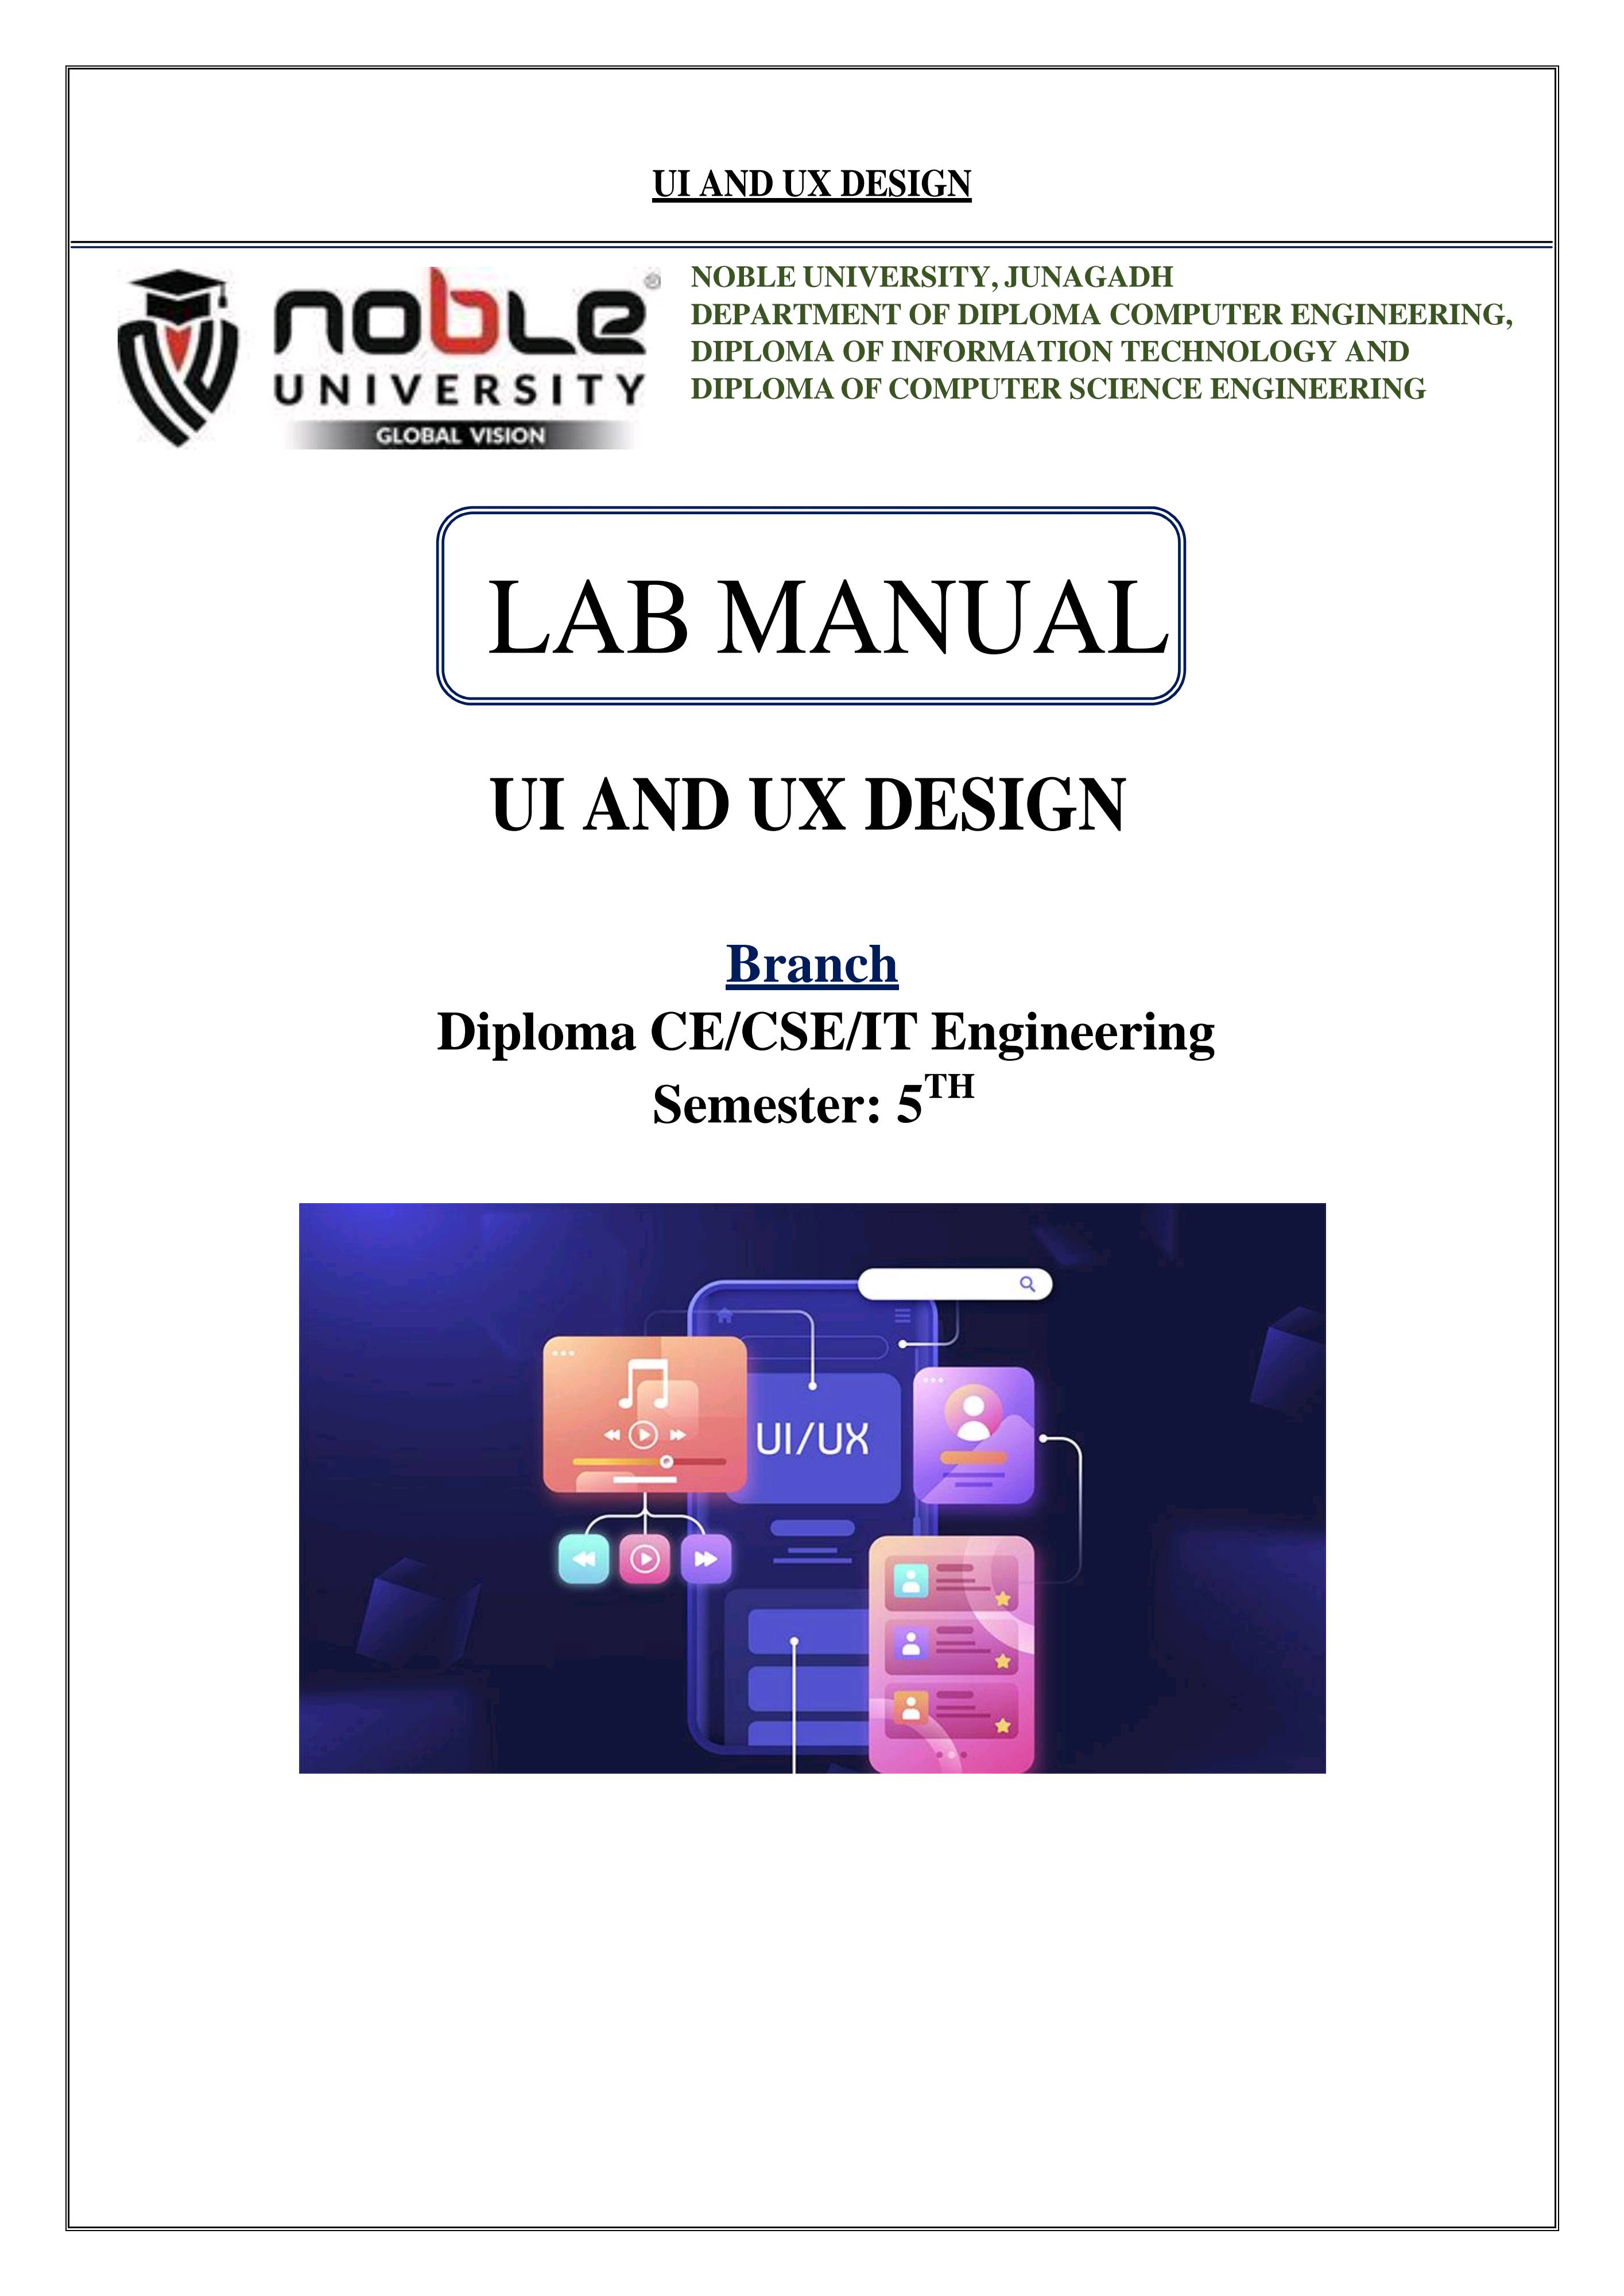 UI AND UX DESIGN
noble
UNIVERSITY
GLOBAL VISION
NOBLE UNIVERSITY, JUNAGADH
DEPARTMENT OF DIPLOMA COMPUTER ENGINEERING,
DIPLOMA OF INFORMATION TECHNOLOGY AND
DIPLOMA OF COMPUTER SCIENCE ENGINEERING
LAB MANUAL
UI AND UX DESIGN
Branch
Diploma CE/CSE/IT Engineering
Semester: 5TH
UI/UX